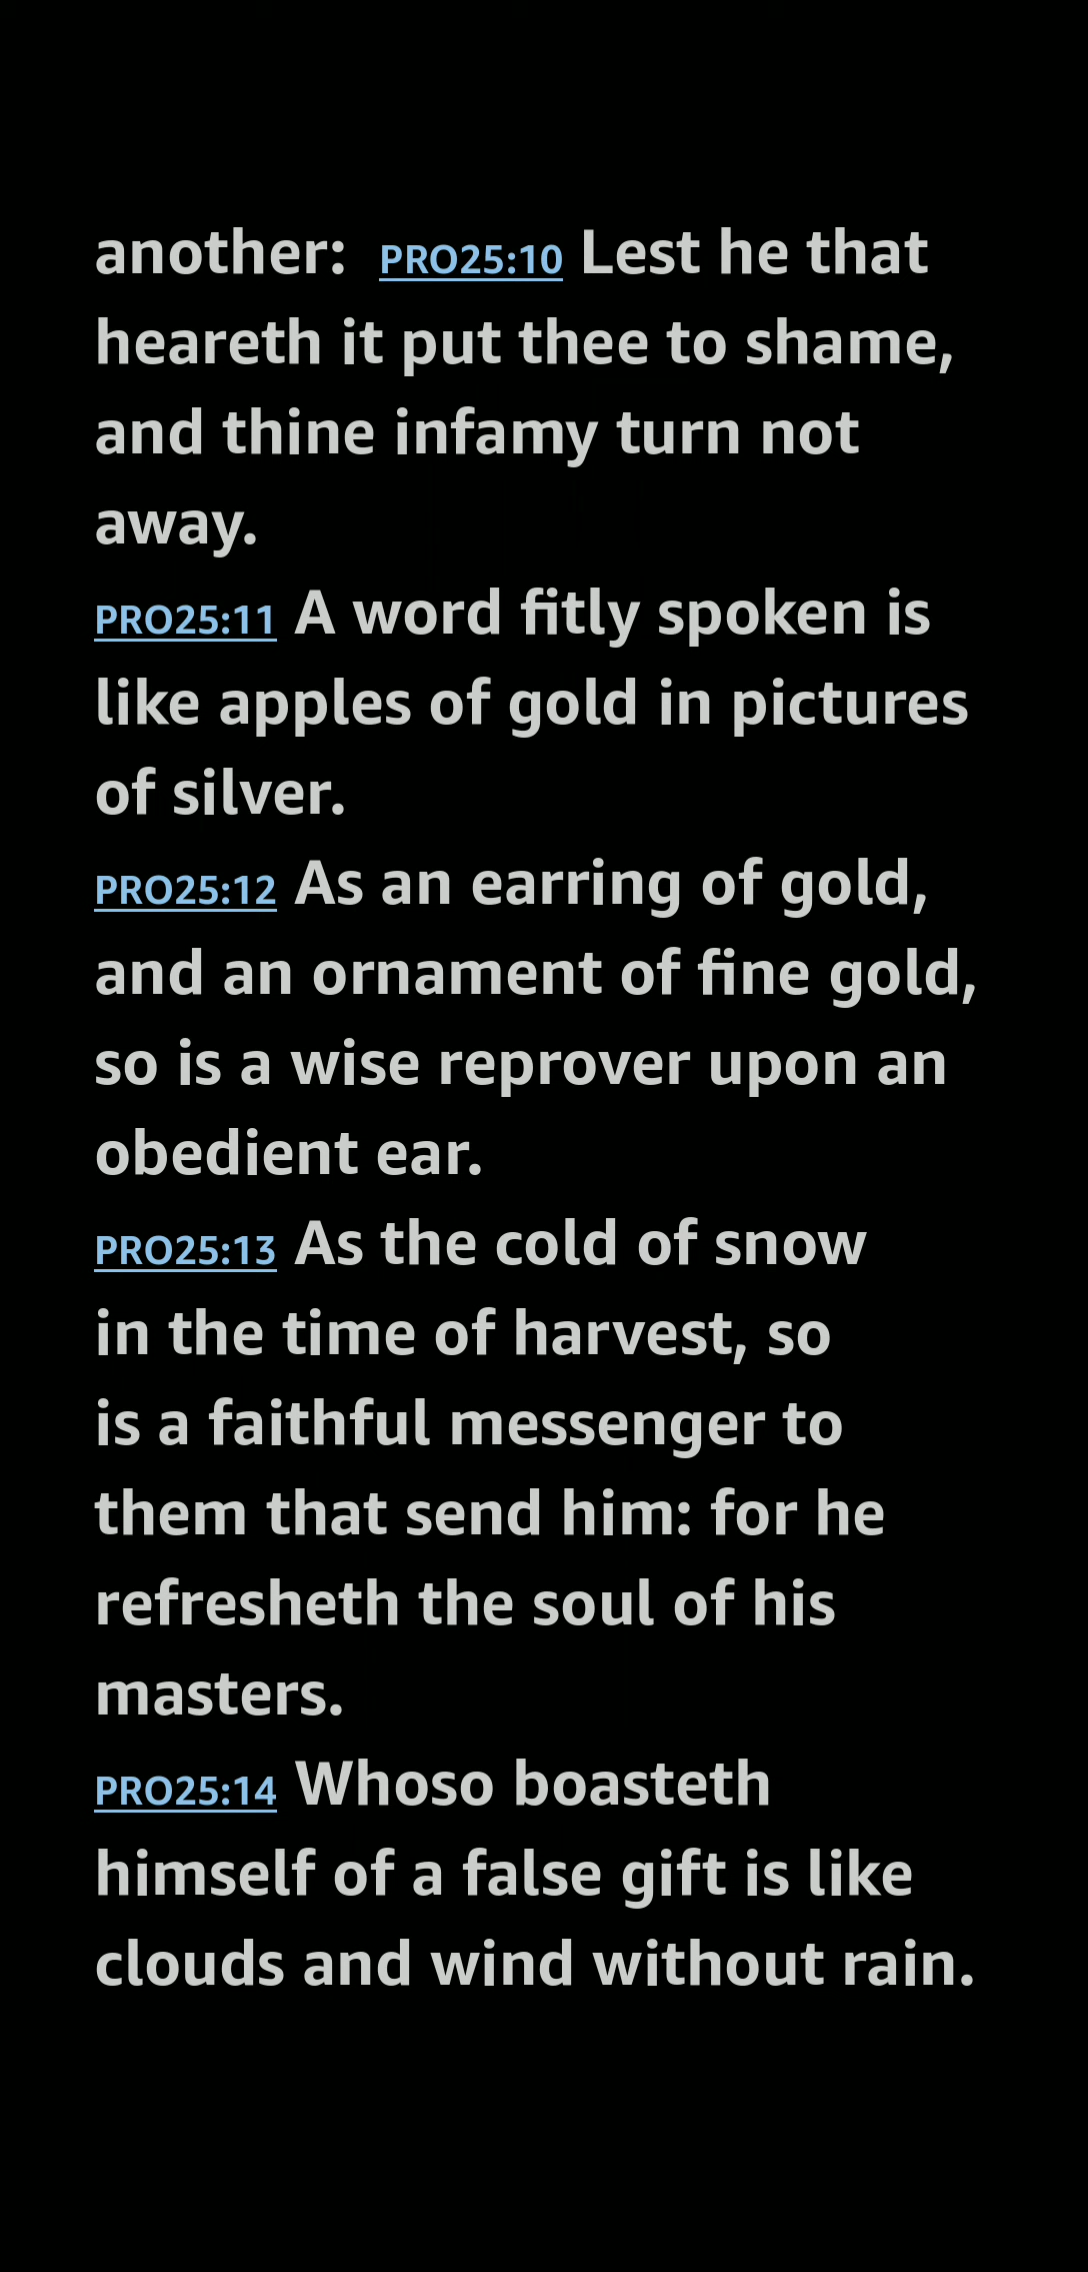 another: PRO25:10 Lest he that
heareth it put thee to shame,
and thine infamy turn not
away.
PRO25:11 A word fitly spoken is
like apples of gold in pictures
of silver.
PRO25:12 As an earring of gold,
and an ornament of fine gold,
so is a wise reprover upon an
obedient ear.
PRO25:13 As the cold of snow
in the time of harvest, so
is a faithful messenger to
them that send him: for he
refresheth the soul of his
masters.
PRO25:14 Whoso boasteth
himself of a false gift is like
clouds and wind without rain.